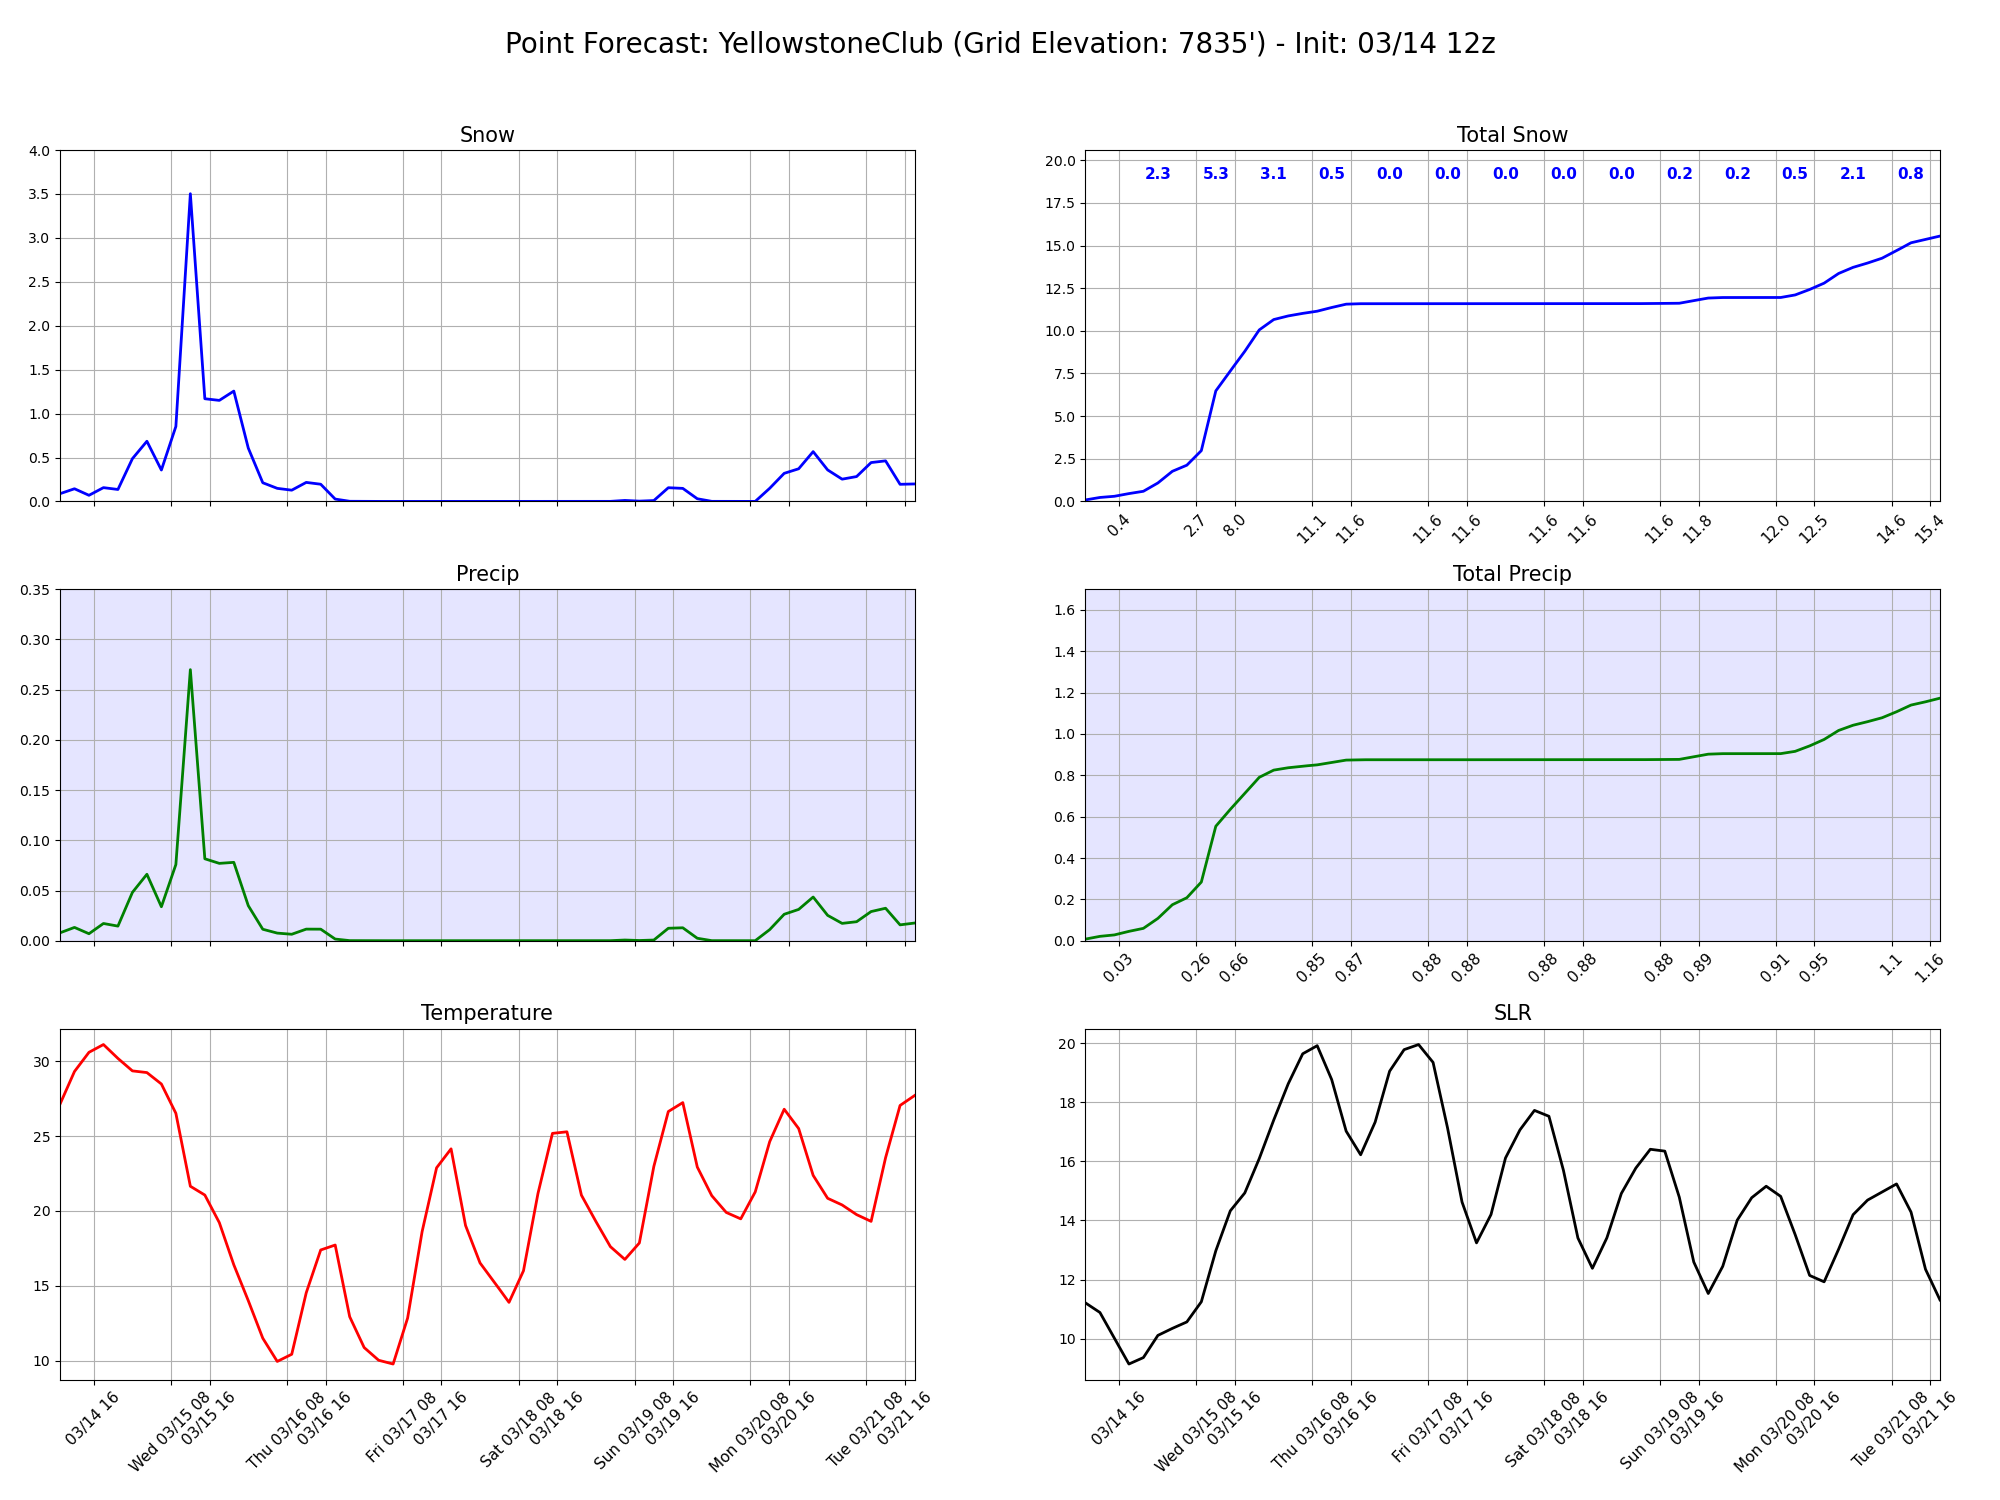 Point Forecast: YellowstoneClub (Grid Elevation: 7835') - Init: 03/14 12z
Snow
4.0
3.5
3.0
2.5
2.0
1.5
1.0
0.5
0.0
Total Snow
20.0
17.5
15.0
12.5
10.0
7.5
5.0
2.5
0.0
2.3 5.3 3.1 0.5 0.0 0.0 0.0 0.0 0.0 0.2 0.2 0.5 2.1 0.8
0.4 2.7 8.0 11.1 11.6 11.6 11.6 11.6 11.6 11.6 11.8 12.0 12.5 14.6 15.4
Precip
0.35
0.30
0.25
0.20
0.15
0.10
0.05
0.00
Total Precip
1.6
1.4
1.2
1.0
0.8
0.6
0.4
0.2
0.0
0.03 0.26 0.66 0.85 0.87 0.88 0.88 0.88 0.88 0.88 0.89 0.91 0.95 1.1 1.16
Temperature
30
25
20
15
10
03/14 16
Wed 03/15 08
03/15 16
Thu 03/16 08
03/16 16
Fri 03/17 08
03/17 16
Sat 03/18 08
03/18 16
Sun 03/19 08
03/19 16
Mon 03/20 08
03/20 16
Tue 03/21 08
03/21 16
SLR
20
18
16
14
12
10
03/14 16
Wed 03/15 08
03/15 16
Thu 03/16 08
03/16 16
Fri 03/17 08
03/17 16
Sat 03/18 08
03/18 16
Sun 03/19 08
03/19 16
Mon 03/20 08
03/20 16
Tue 03/21 08
03/21 16